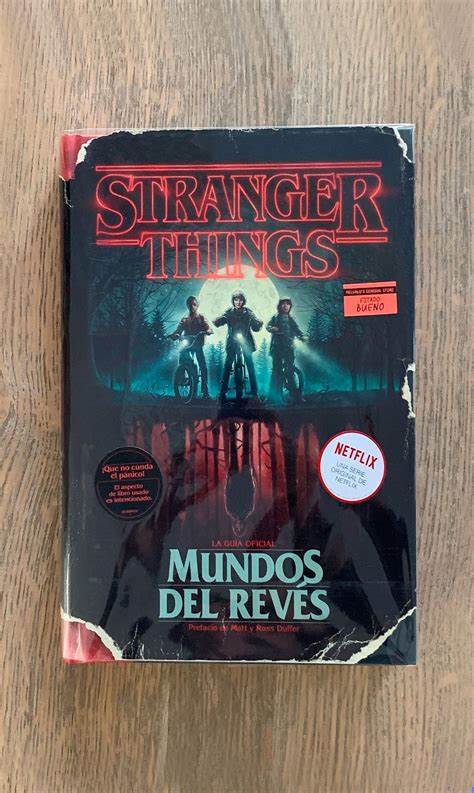 STRANGER
THINGS
MELVALD'S GENERAL STORE
ESTADO:
BUENO
¡Que no cunda
el pánico!
El aspecto
de libro usado
es intencionado.
NETFLIX
UNA SERIE
ORIGINAL DE
NETFLIX
LA GUÍA OFICIAL
MUNDOS
DEL REVÉS
Prefacio de Matt y Ross Duffer